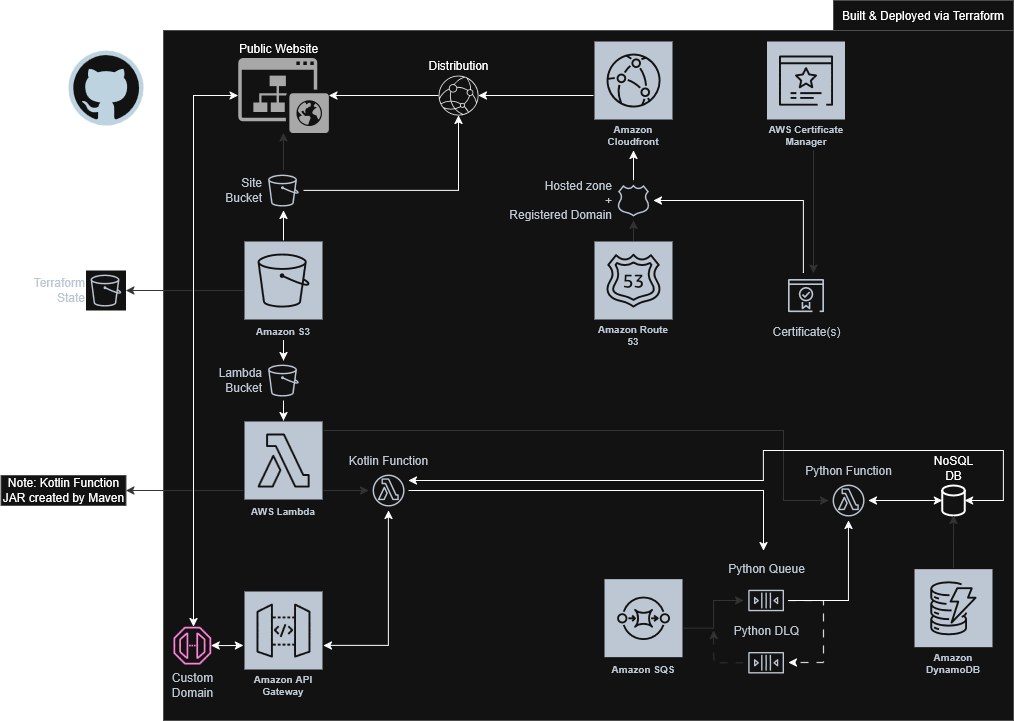 Built & Deployed via Terraform
Public Website
Distribution
Amazon
Cloudfront
AWS Certificate
Manager
Site
Bucket
Hosted zone
+
Registered Domain
Terraform
State
53
Amazon S3
Amazon Route
53
Certificate(s)
Lambda
Bucket
Kotlin Function
Python Function
NoSQL
DB
Note: Kotlin Function
JAR created by Maven
AWS Lambda
Python Queue
Python DLQ
</>
Custom
Domain
Amazon API
Gateway
Amazon SQS
Amazon
DynamoDB